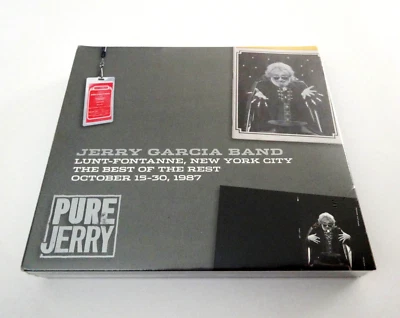 JERRY GARCIA BAND
LUNT-FONTANNE, NEW YORK CITY
THE BEST OF THE REST
OCTOBER 15-30, 1987
PURE
JERRY